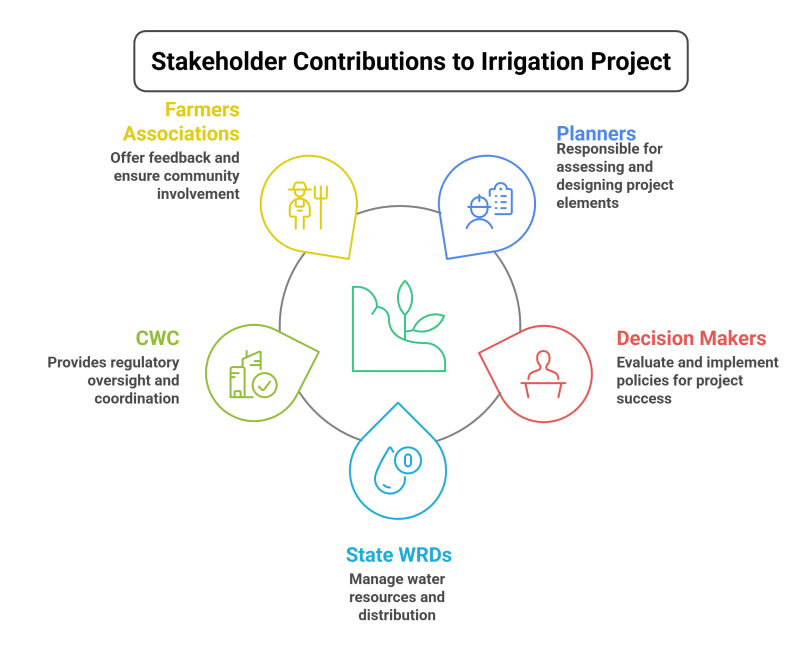 Stakeholder Contributions to Irrigation Project
Farmers
Associations
Offer feedback and
ensure community
involvement
Planners
Responsible for
assessing and
designing project
elements
CWC
Provides regulatory
oversight and
coordination
Decision Makers
Evaluate and implement
policies for project
success
0
State WRDs
Manage water
resources and
distribution